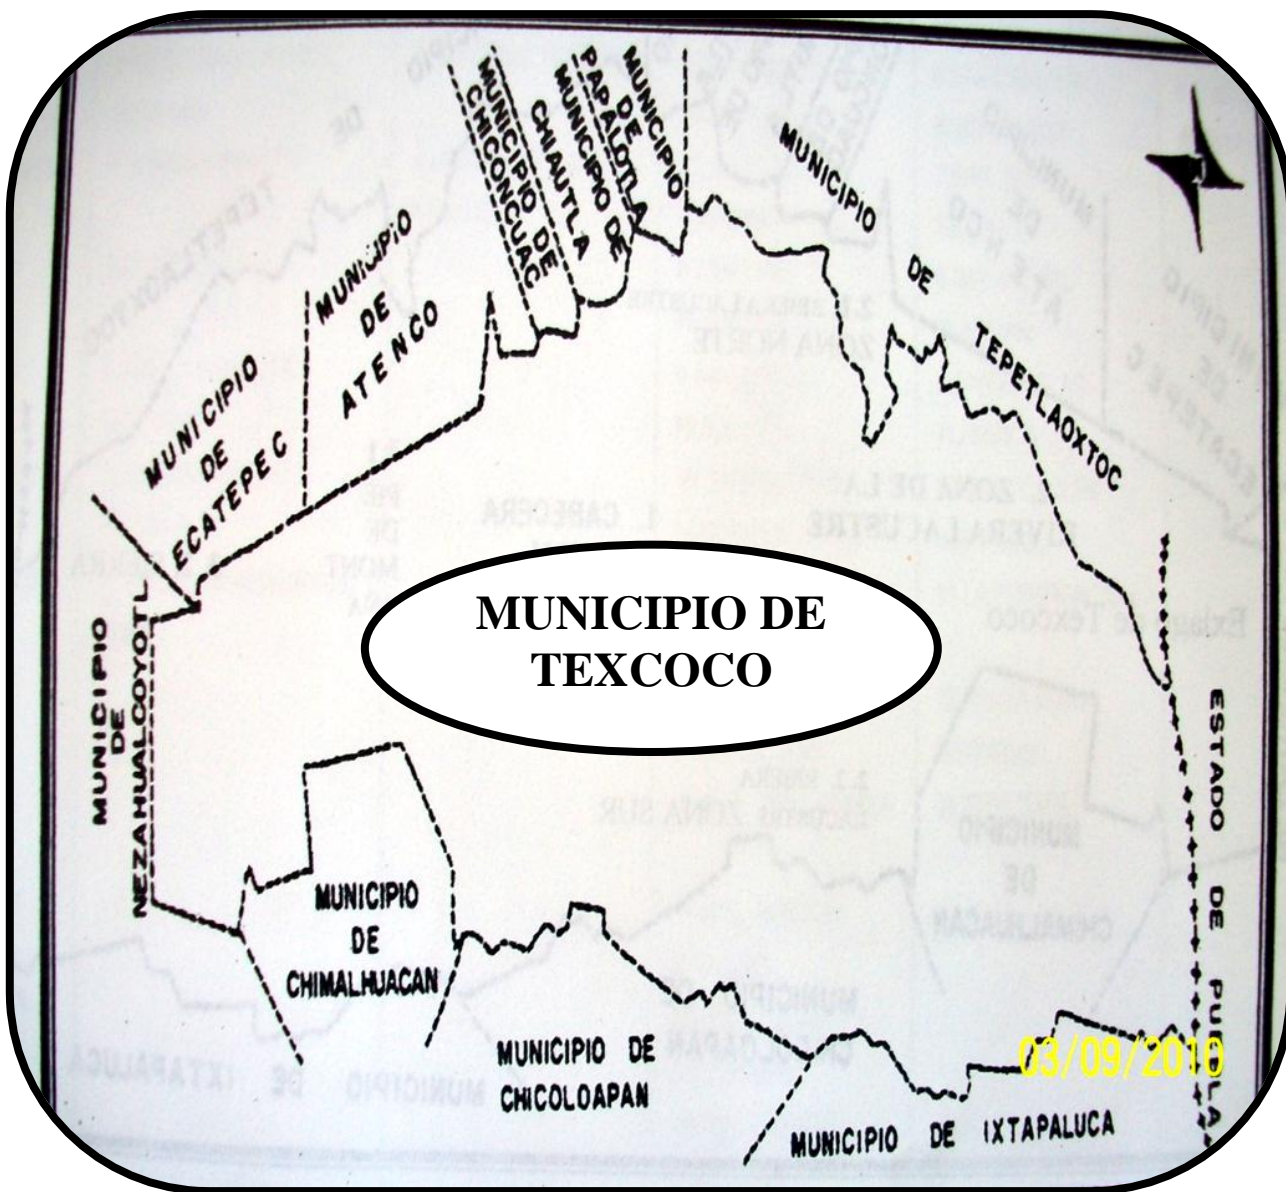 MUNICIPIO
DE
PAPALOTLA
MUNICIPIO DE
CHIAUTLA
MUNICIPIO DE
CHICONCUAC
MUNICIPIO
DE
ATENCO
MUNICIPIO
DE
ECATEPEC
MUNICIPIO
DE
TEPETLAOXTOC
MUNICIPIO DE
TEXCOCO
MUNICIPIO
DE
NEZAHUALCOYOTL
ESTADO DE PUEBLA
MUNICIPIO
DE
CHIMALHUACAN
MUNICIPIO DE
CHICOLOAPAN
MUNICIPIO DE IXTAPALUCA
03/09/2010